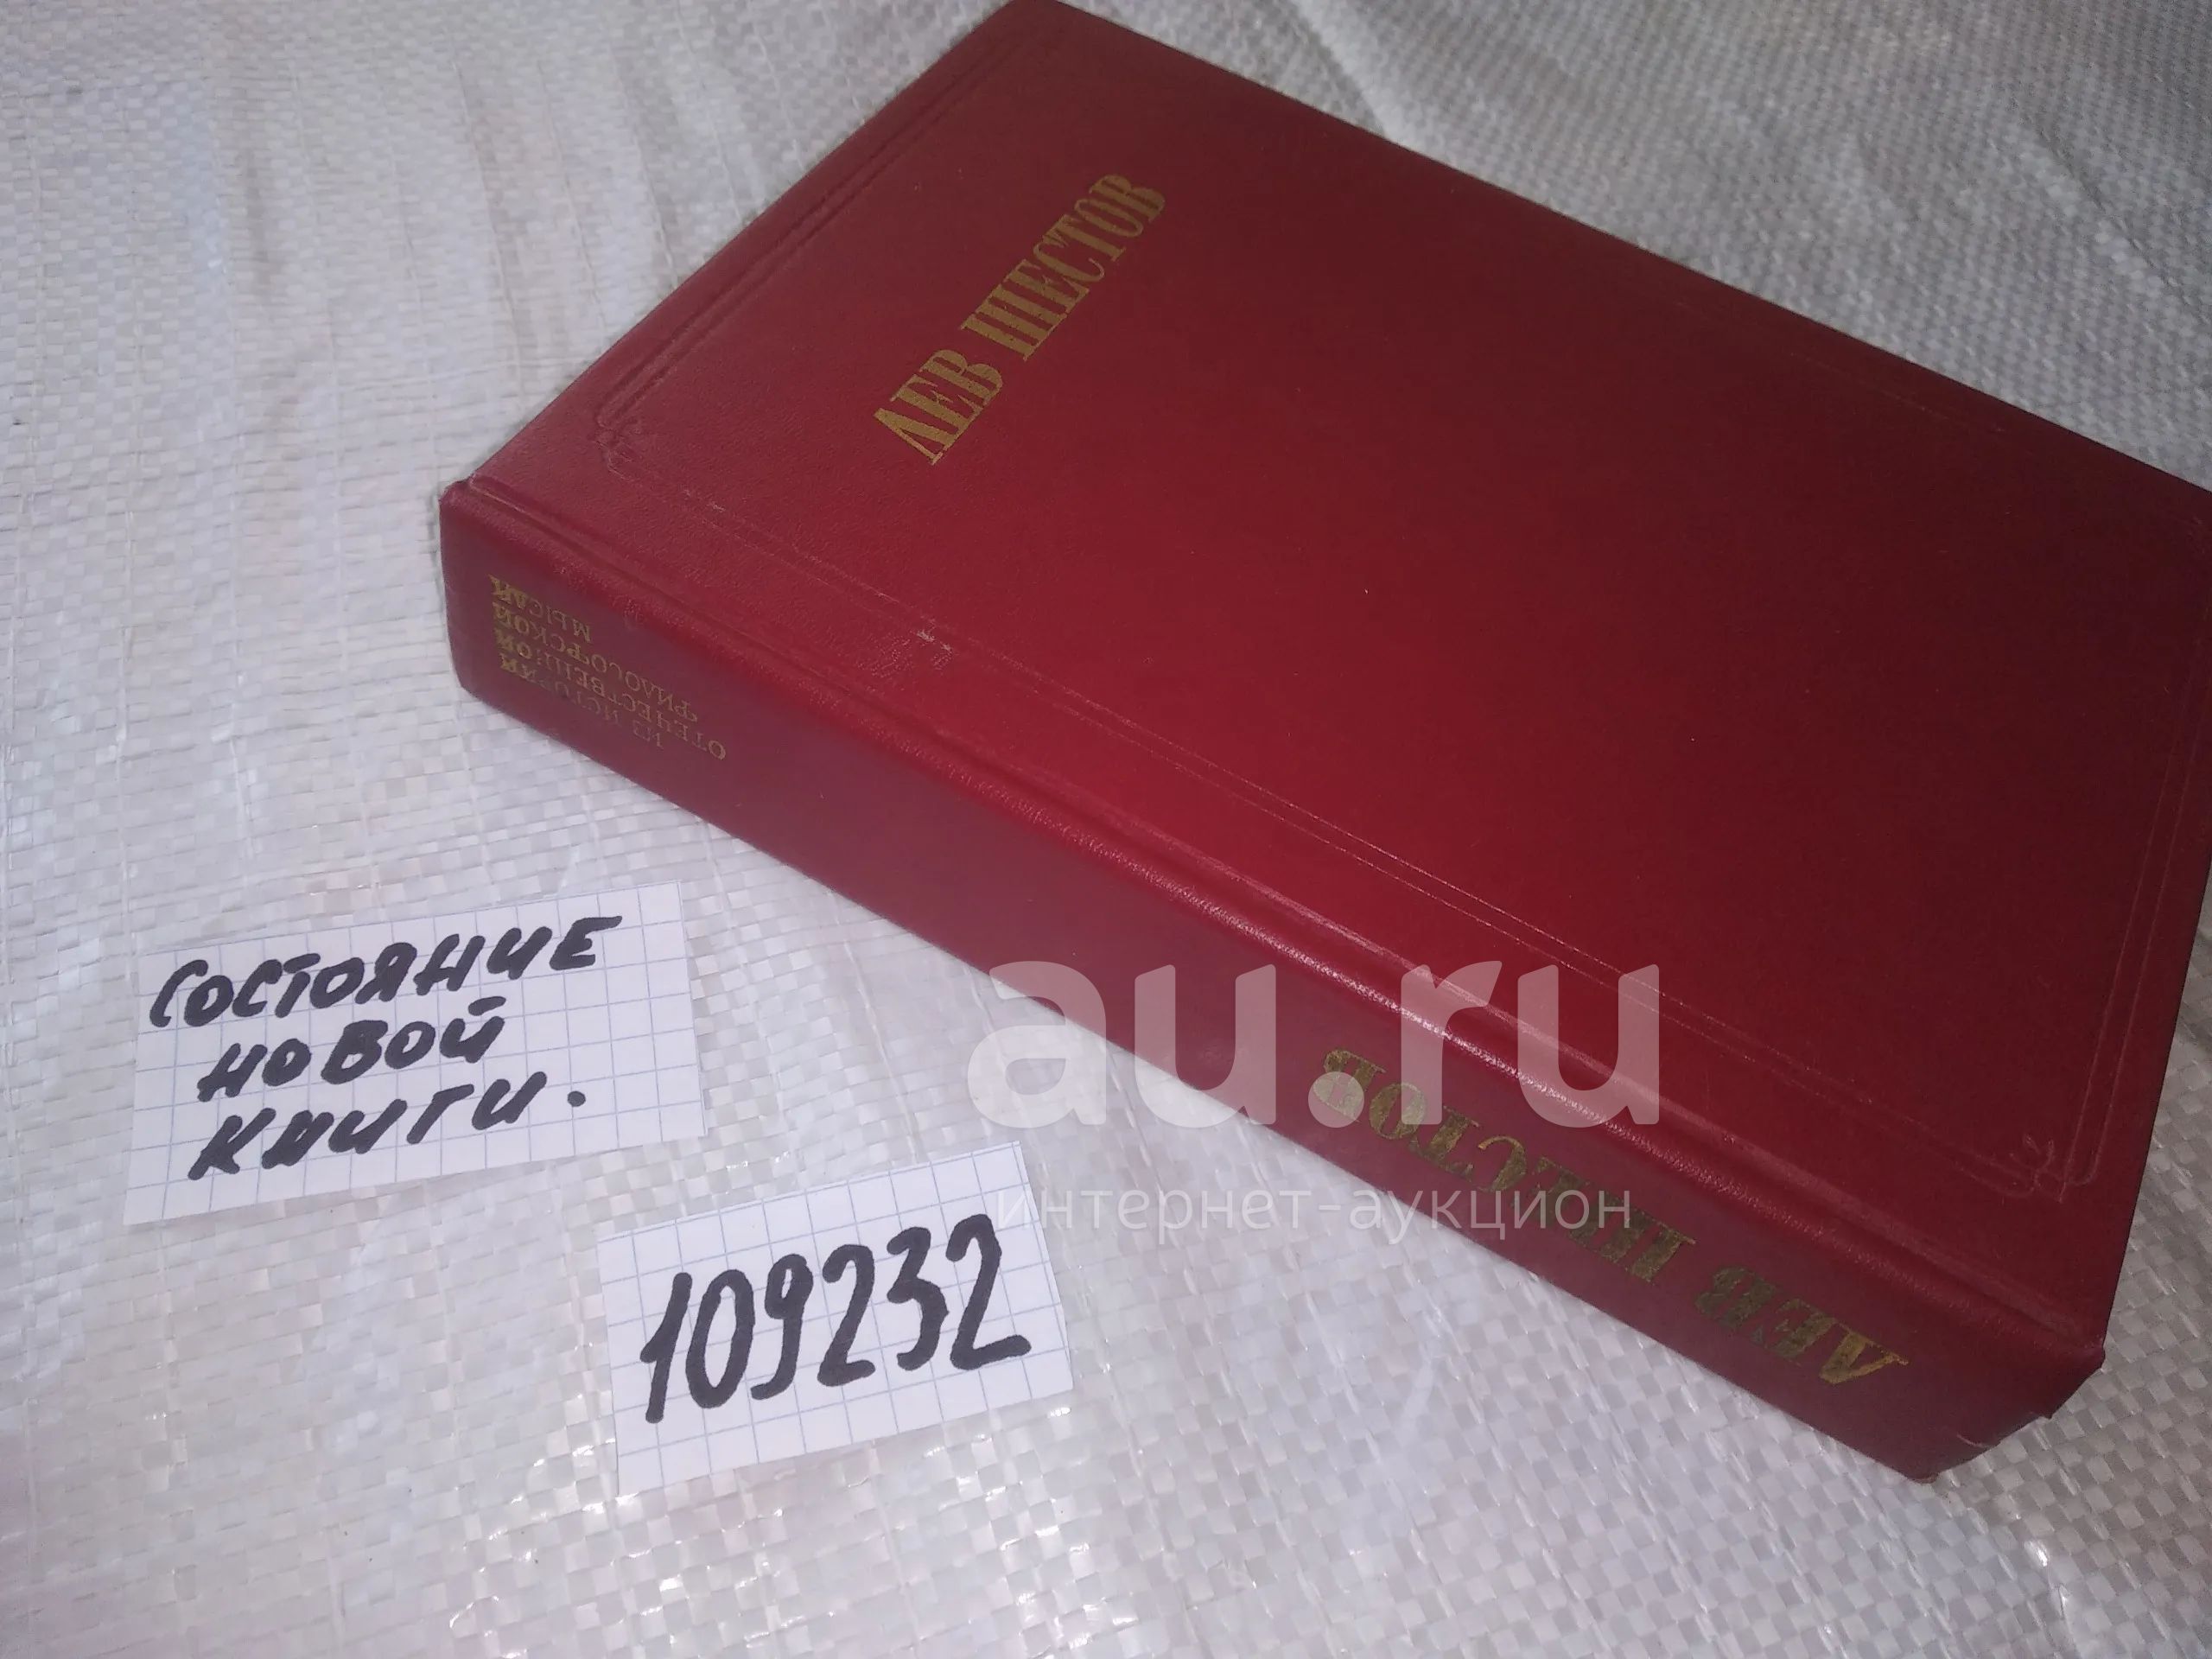 ЛЕВ ШЕСТОВ
ИЗ ИСТОРИИ
ОТЕЧЕСТВЕННОЙ
ФИЛОСОФСКОЙ
МЫСЛИ
ЛЕВ ШЕСТОВ
СОСТОЯНИЕ
НОВОЙ
КНИГИ.
109232
au.ru
интернет-аукцион